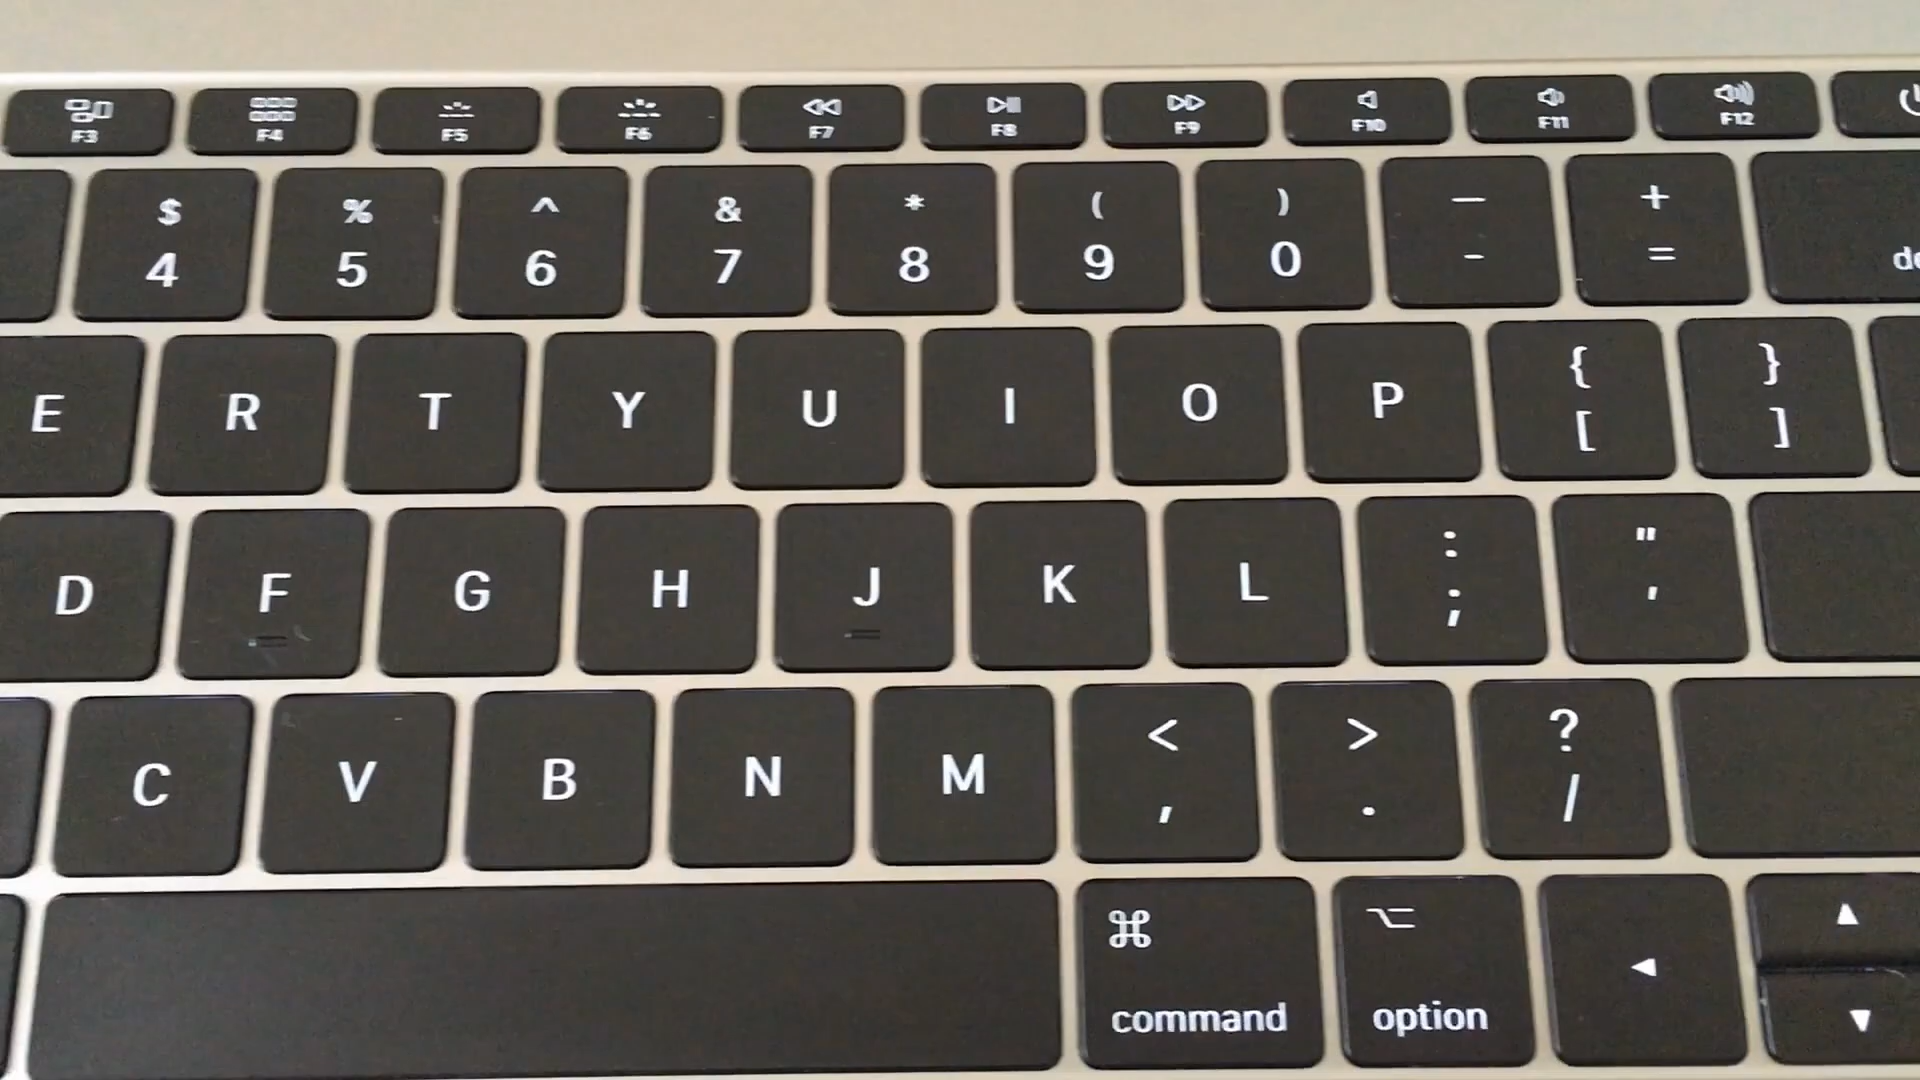 F3 F4 F5 F6 F7 F8 F9 F10 F11 F12
$ % ^ & * ( ) — +
4 5 6 7 8 9 0 - =
E R T Y U I O P { }
[ ]
D F G H J K L : "
; '
C V B N M < > ?
, . /
⌘ ⌥ ◀ ▲
command option ▼